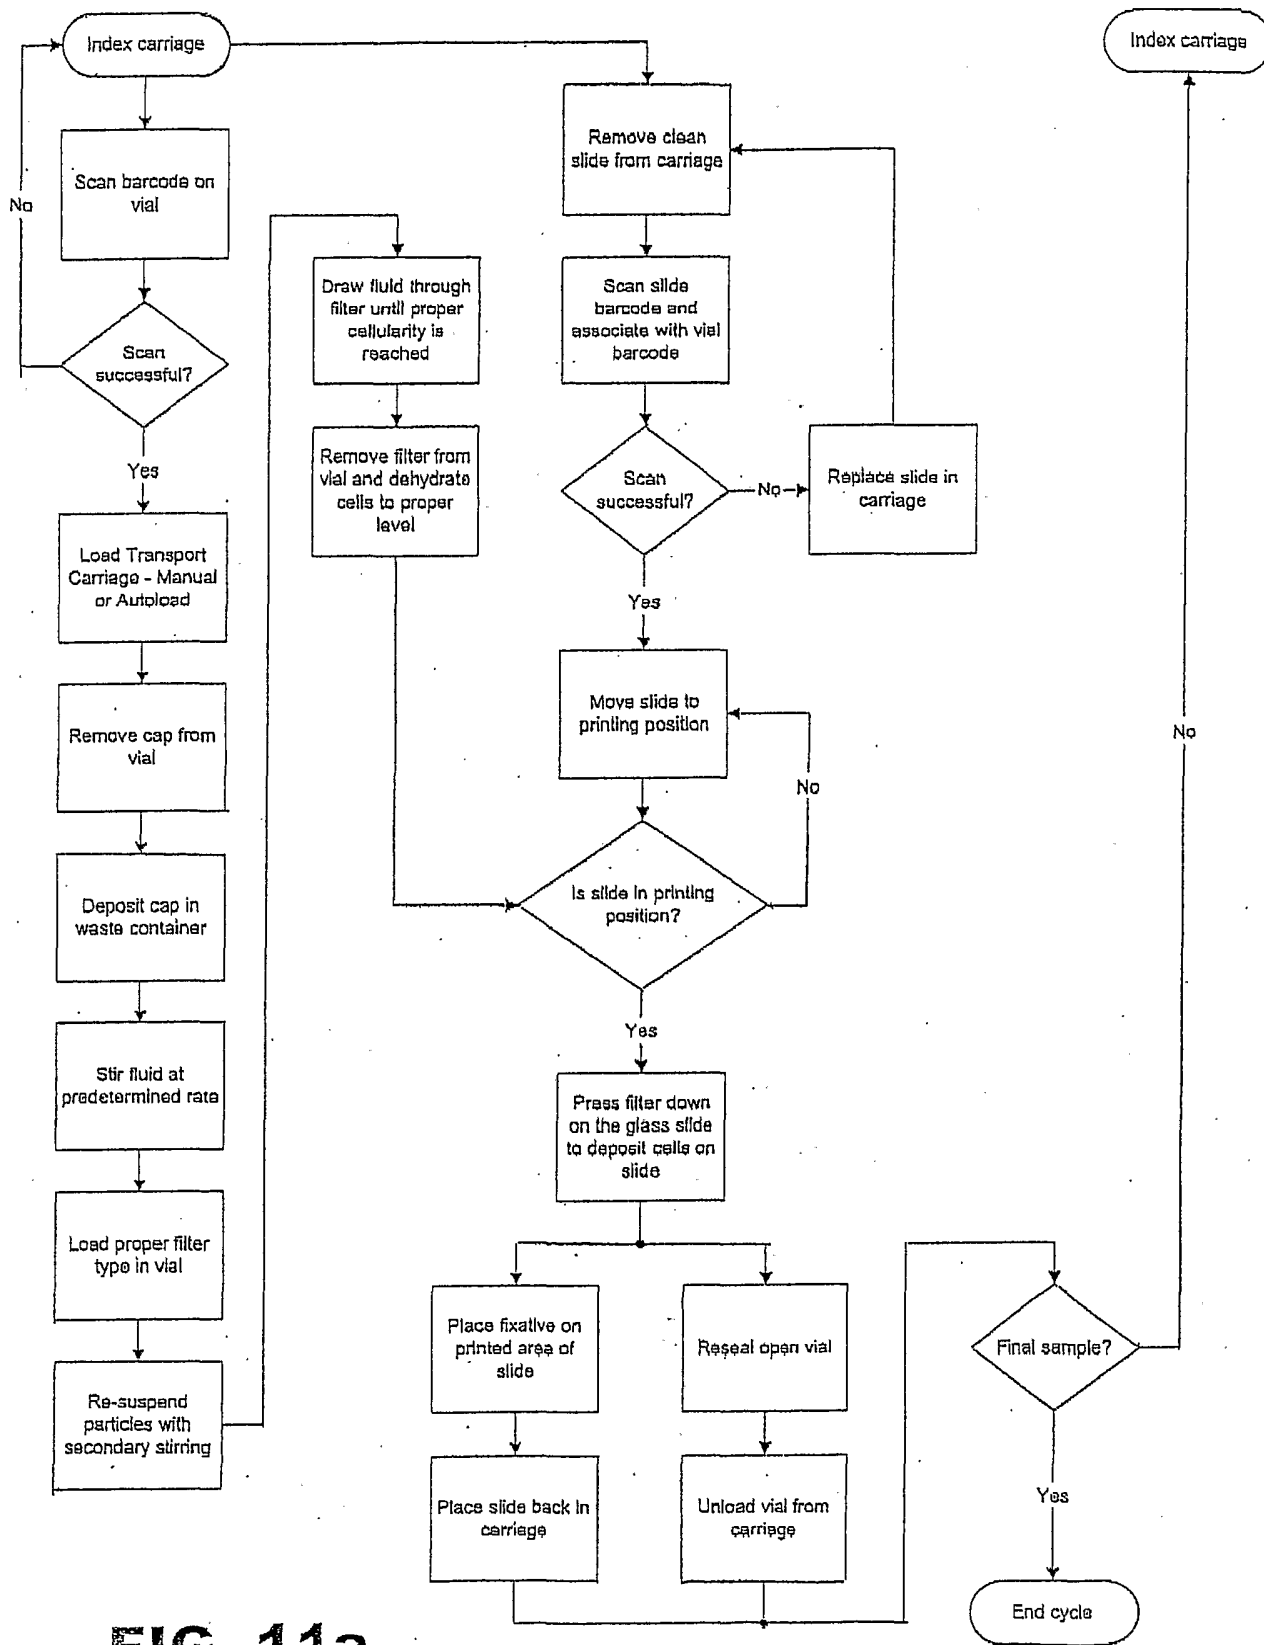 Index carriage
Scan barcode on
vial
No
Scan
successful?
Yes
Load Transport
Carriage - Manual
or Autoload
Remove cap from
vial
Deposit cap in
waste container
Stir fluid at
predetermined rate
Load proper filter
type in vial
Re-suspend
particles with
secondary stirring
Draw fluid through
filter until proper
cellularity is
reached
Remove filter from
vial and dehydrate
cells to proper
level
Remove clean
slide from carriage
Scan slide
barcode and
associate with vial
barcode
Scan
successful?
No
Replace slide in
carriage
Yes
Move slide to
printing position
No
Is slide in printing
position?
Yes
Press filter down
on the glass slide
to deposit cells on
slide
Place fixative on
printed area of
slide
Place slide back in
carriage
Reseal open vial
Unload vial from
carriage
Final sample?
No
Index carriage
Yes
End cycle
FIG. 11a